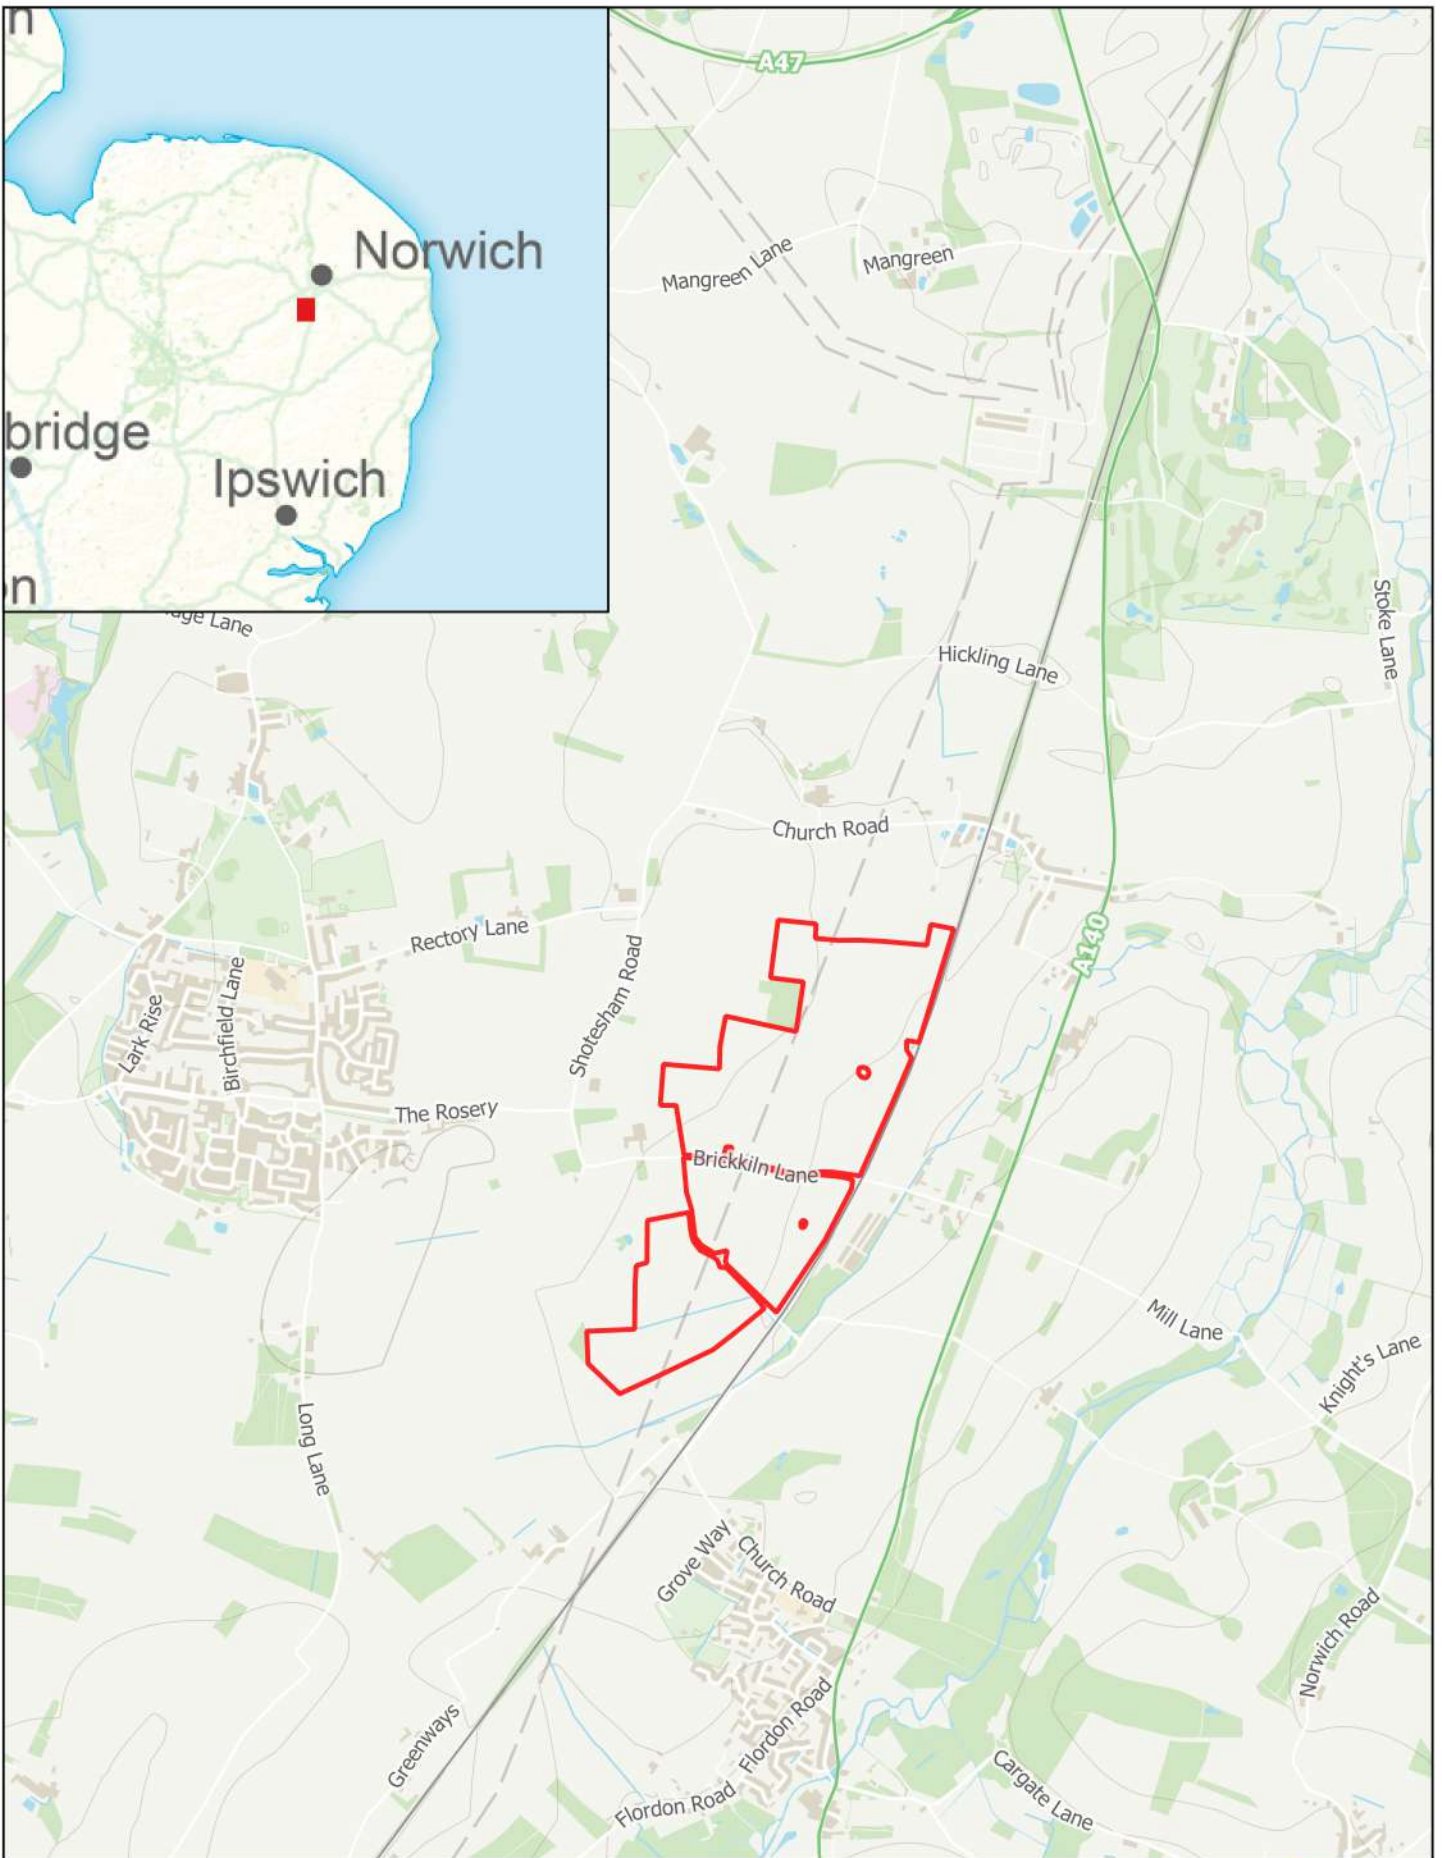 n
Norwich
bridge
Ipswich
on
A47
Mangreen Lane
Mangreen
Stoke Lane
Hickling Lane
Lane
Church Road
Rectory Lane
A140
Shotesham Road
Birchfield Lane
Lark Rise
The Rosery
Brickkiln Lane
Mill Lane
Knight's Lane
Long Lane
Grove Way
Church Road
Norwich Road
Flordon Road
Greenways
Flordon Road
Cargate Lane